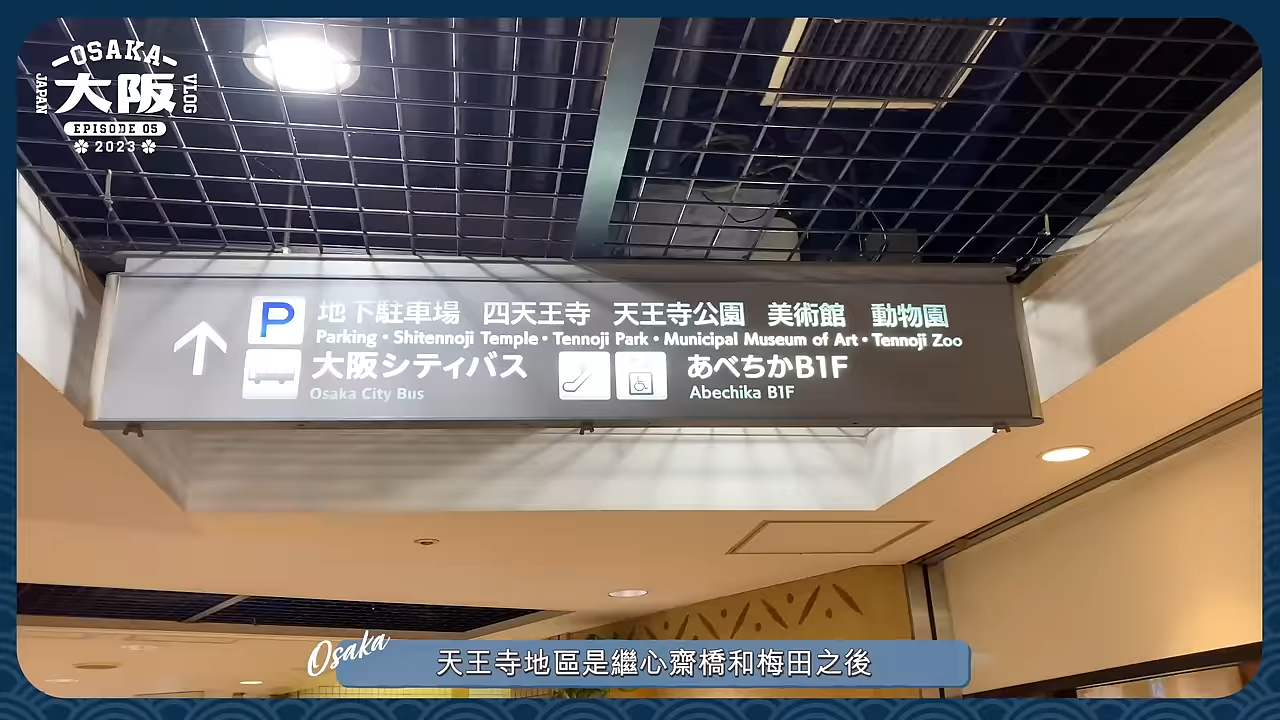 OSAKA
JAPAN 大阪 VLOG
EPISODE 05
2023
P 地下駐車場 四天王寺 天王寺公園 美術館 動物園
Parking・Shitennoji Temple・Tennoji Park・Municipal Museum of Art・Tennoji Zoo
大阪シティバス あべちかB1F
Osaka City Bus Abechika B1F
Osaka
天王寺地區是繼心齋橋和梅田之後